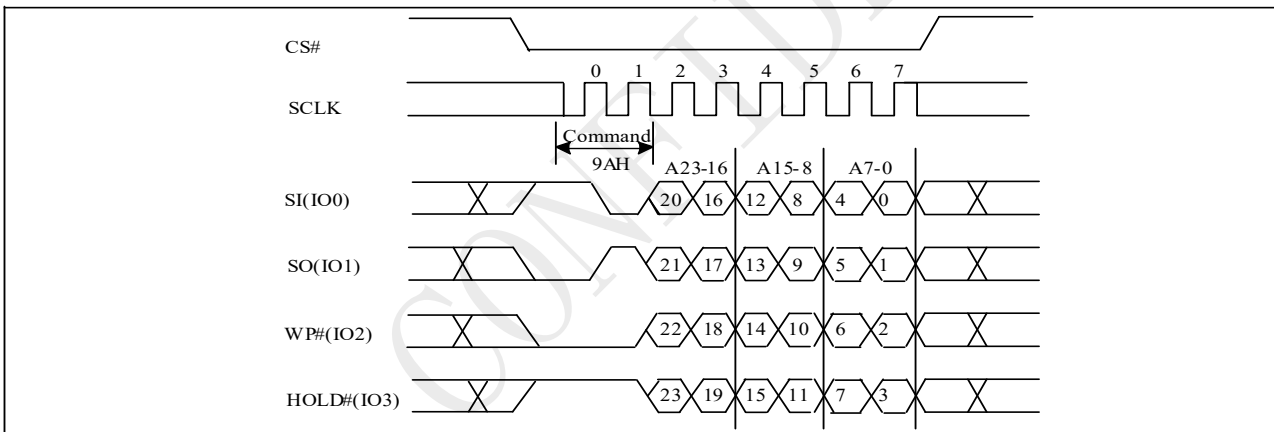 CONFIDE
CS#
0 1 2 3 4 5 6 7
SCLK
Command
9AH
A23-16 A15-8 A7-0
SI(IO0) 20 16 12 8 4 0
SO(IO1) 21 17 13 9 5 1
WP#(IO2) 22 18 14 10 6 2
HOLD#(IO3) 23 19 15 11 7 3